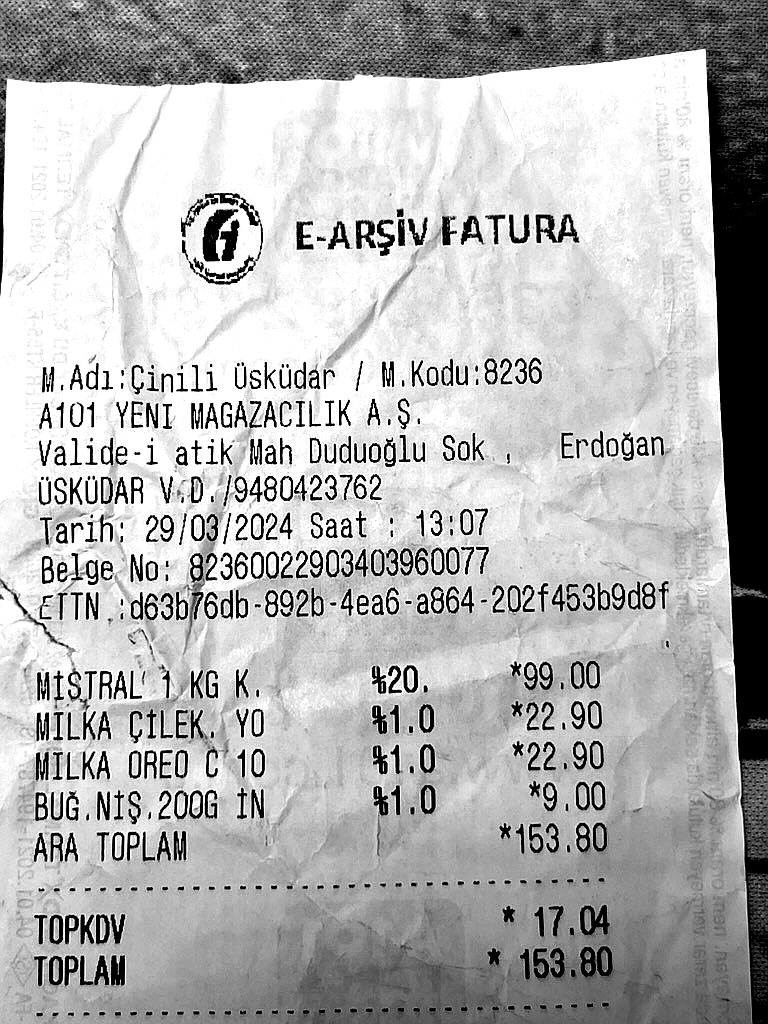 E-ARŞİV FATURA
M.Adı:Çinili Üsküdar / M.Kodu:8236
A101 YENI MAGAZACILIK A.Ş.
Valide-i atik Mah Duduoğlu Sok , Erdoğan
ÜSKÜDAR V.D./9480423762
Tarih: 29/03/2024 Saat : 13:07
Belge No: 82360022903403960077
ETTN :d63b76db-892b-4ea6-a864-202f453b9d8f
MİSTRAL 1 KG K. %20. *99.00
MILKA ÇİLEK. YO %1.0 *22.90
MILKA OREO C 10 %1.0 *22.90
BUĞ.NİŞ.200G İN %1.0 *9.00
ARA TOPLAM *153.80
TOPKDV * 17.04
TOPLAM * 153.80